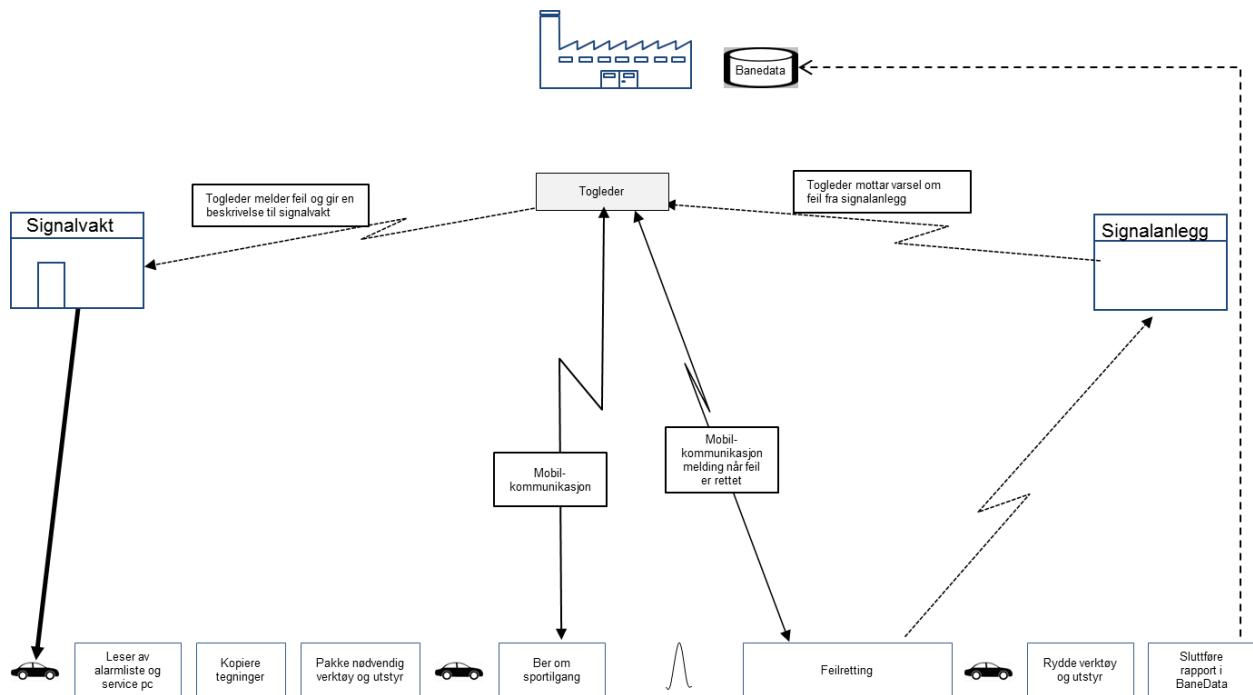 Banedata
Togleder melder feil og gir en
beskrivelse til signalvakt
Togleder
Togleder mottar varsel om
feil fra signalanlegg
Signalvakt
Signalanlegg
Mobil-
kommunikasjon
Mobil-
kommunikasjon
melding når feil
er rettet
Leser av
alarmliste og
service pc
Kopiere
tegninger
Pakke nødvendig
verktøy og utstyr
Ber om
sportilgang
Feilretting
Rydde verktøy
og utstyr
Sluttføre
rapport i
BaneData